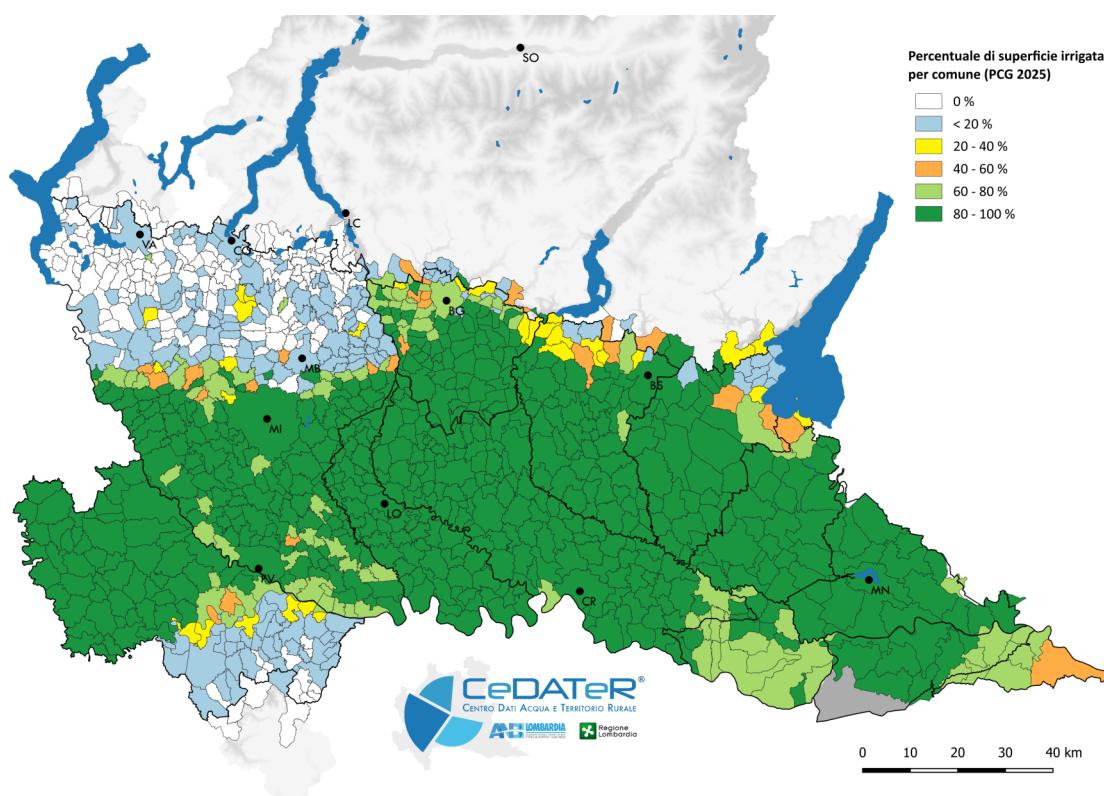 SO
Percentuale di superficie irrigata
per comune (PCG 2025)
0 %
< 20 %
20 - 40 %
40 - 60 %
60 - 80 %
80 - 100 %
LC
VA
CO
BG
MB
BS
MI
LO
PV
CR
MN
CeDATeR®
CENTRO DATI ACQUA E TERRITORIO RURALE
ANBI LOMBARDIA
Regione
Lombardia
0 10 20 30 40 km